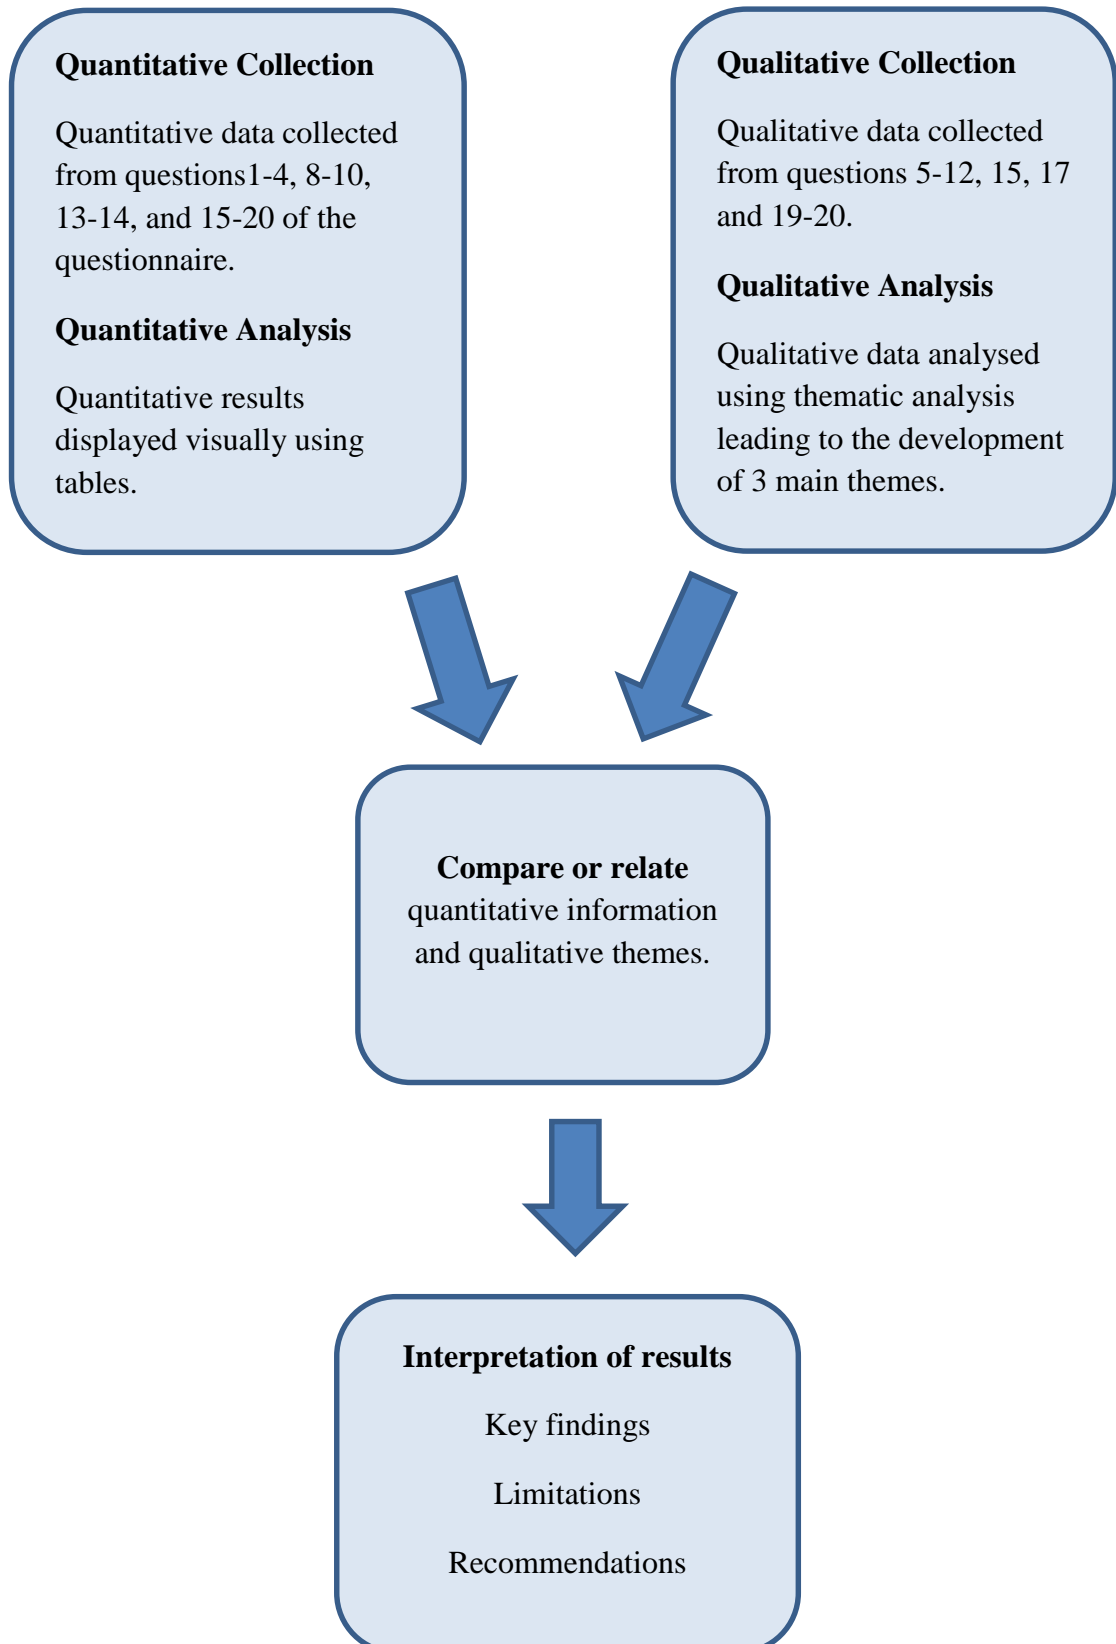 Quantitative Collection
Quantitative data collected
from questions1-4, 8-10,
13-14, and 15-20 of the
questionnaire.
Quantitative Analysis
Quantitative results
displayed visually using
tables.
Qualitative Collection
Qualitative data collected
from questions 5-12, 15, 17
and 19-20.
Qualitative Analysis
Qualitative data analysed
using thematic analysis
leading to the development
of 3 main themes.
Compare or relate
quantitative information
and qualitative themes.
Interpretation of results
Key findings
Limitations
Recommendations